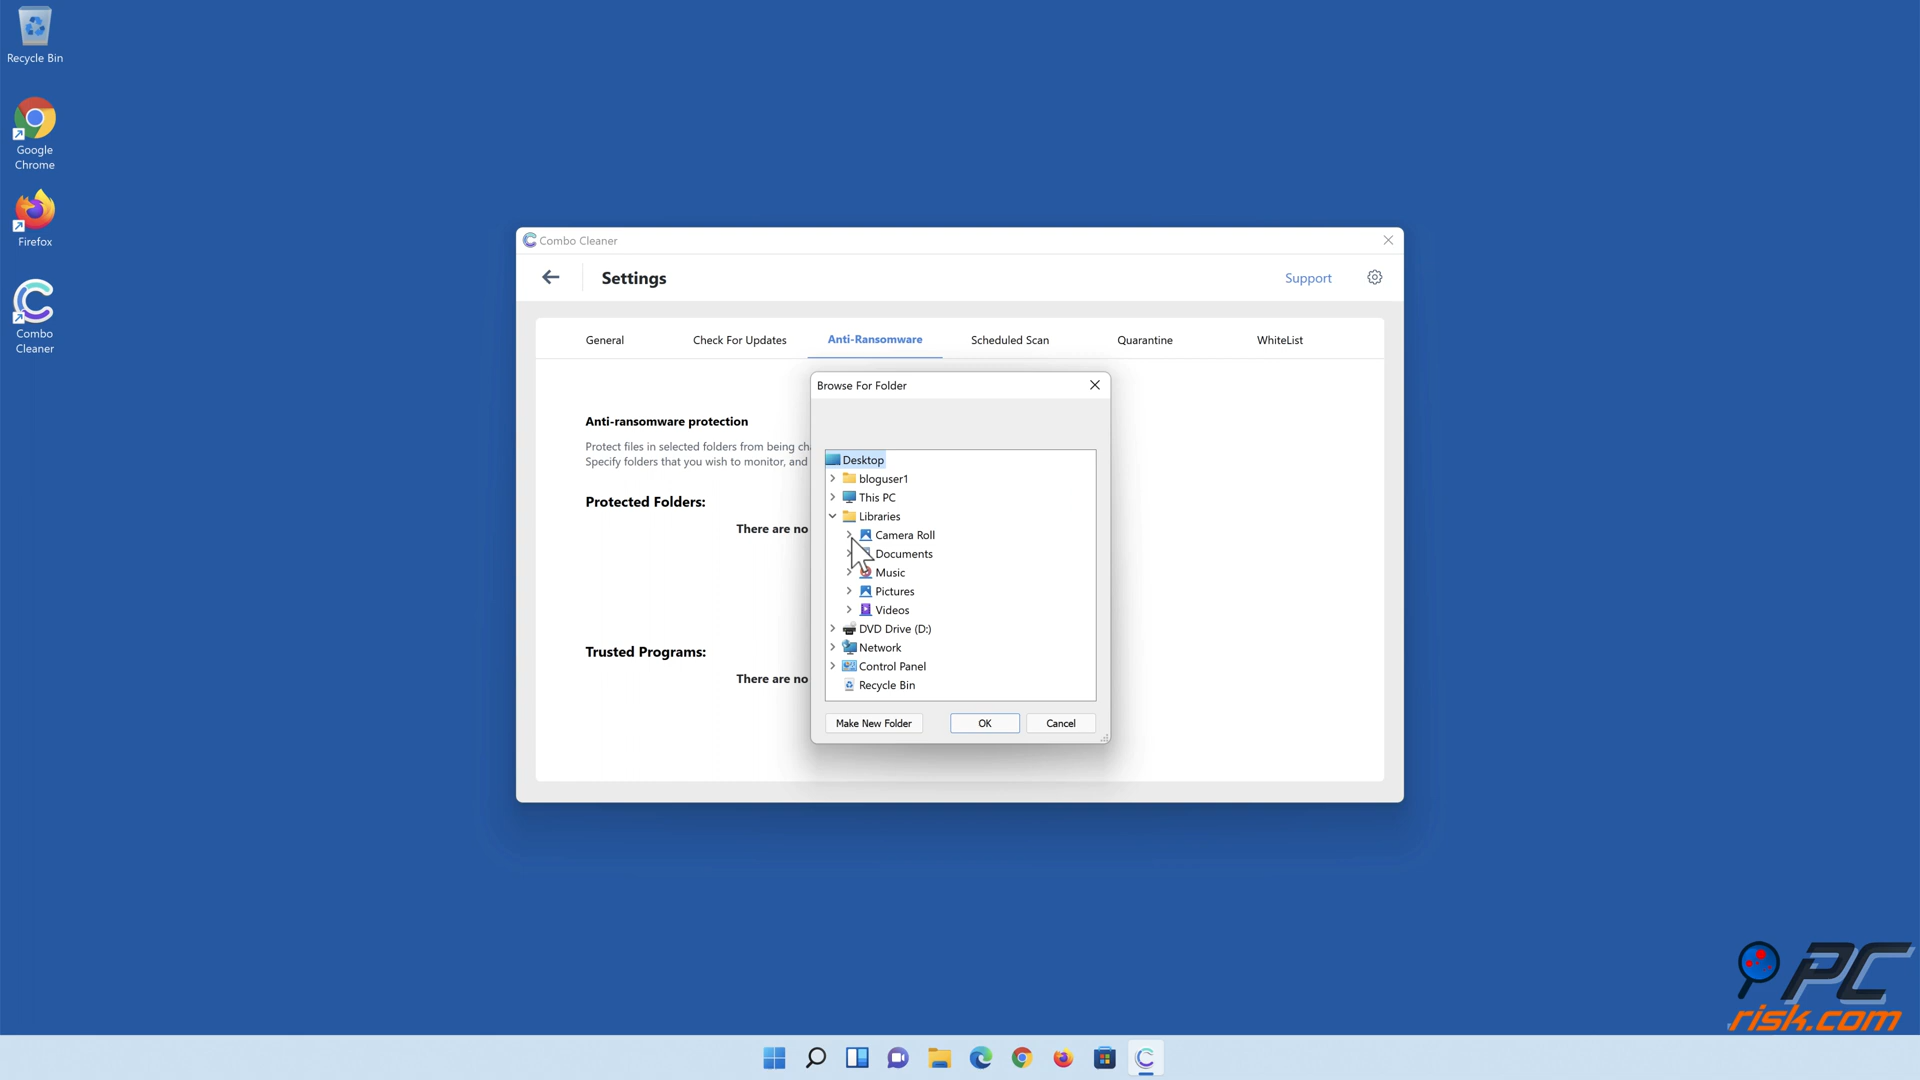 Recycle Bin
Google
Chrome
Firefox
Combo
Cleaner
Combo Cleaner
Settings
Support
General
Check For Updates
Anti-Ransomware
Scheduled Scan
Quarantine
WhiteList
Anti-ransomware protection
Protect files in selected folders from being ch
Specify folders that you wish to monitor, and
Protected Folders:
There are no
Trusted Programs:
There are no
Browse For Folder
Desktop
bloguser1
This PC
Libraries
Camera Roll
Documents
Music
Pictures
Videos
DVD Drive (D:)
Network
Control Panel
Recycle Bin
Make New Folder
OK
Cancel
PC
risk.com